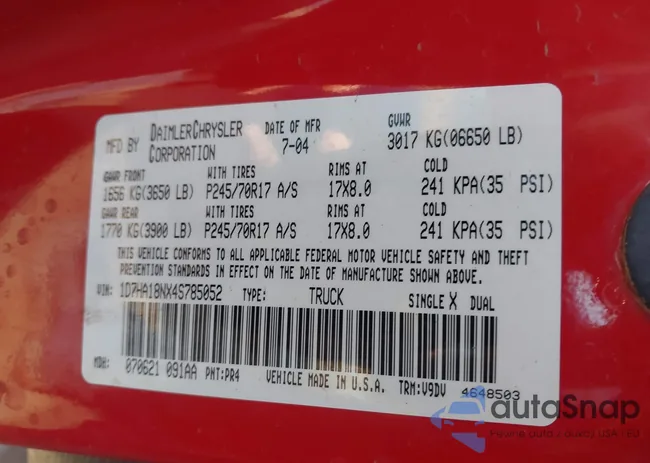 MFD BY DAIMLERCHRYSLER CORPORATION DATE OF MFR 7-04 GVWR 3017 KG(06650 LB)
GAWR FRONT WITH TIRES RIMS AT COLD
1656 KG(3650 LB) P245/70R17 A/S 17X8.0 241 KPA(35 PSI)
GAWR REAR WITH TIRES RIMS AT COLD
1770 KG(3900 LB) P245/70R17 A/S 17X8.0 241 KPA(35 PSI)
THIS VEHICLE CONFORMS TO ALL APPLICABLE FEDERAL MOTOR VEHICLE SAFETY AND THEFT
PREVENTION STANDARDS IN EFFECT ON THE DATE OF MANUFACTURE SHOWN ABOVE.
VIN: 1D7HA18NX4S785052 TYPE: TRUCK SINGLE X DUAL
MDH: 070621 091AA PNT:PR4 VEHICLE MADE IN U.S.A. TRM:V9DV 4648503
autoSnap